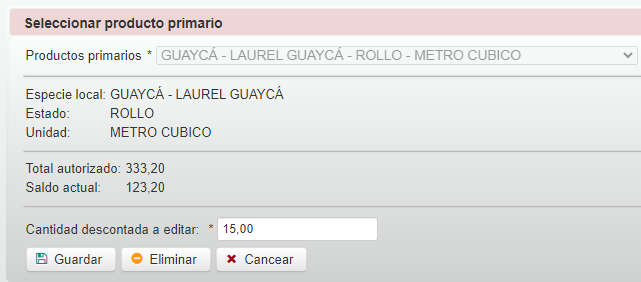 Seleccionar producto primario
Productos primarios * GUAYCÁ - LAUREL GUAYCÁ - ROLLO - METRO CUBICO
Especie local: GUAYCÁ - LAUREL GUAYCÁ
Estado: ROLLO
Unidad: METRO CUBICO
Total autorizado: 333,20
Saldo actual: 123,20
Cantidad descontada a editar: * 15,00
Guardar Eliminar Cancear